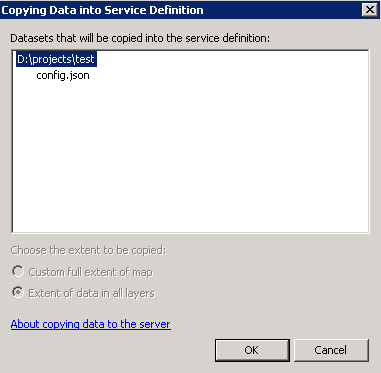 Copying Data into Service Definition
Datasets that will be copied into the service definition:
D:\projects\test
config.json
Choose the extent to be copied:
Custom full extent of map
Extent of data in all layers
About copying data to the server
OK
Cancel